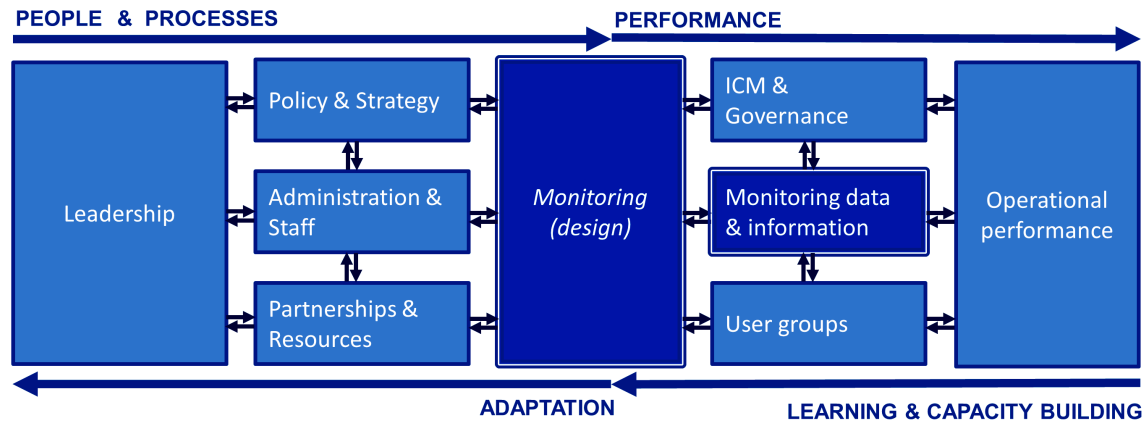 PEOPLE & PROCESSES
PERFORMANCE
Leadership
Policy & Strategy
Administration &
Staff
Partnerships &
Resources
Monitoring
(design)
ICM &
Governance
Monitoring data
& information
User groups
Operational
performance
ADAPTATION
LEARNING & CAPACITY BUILDING